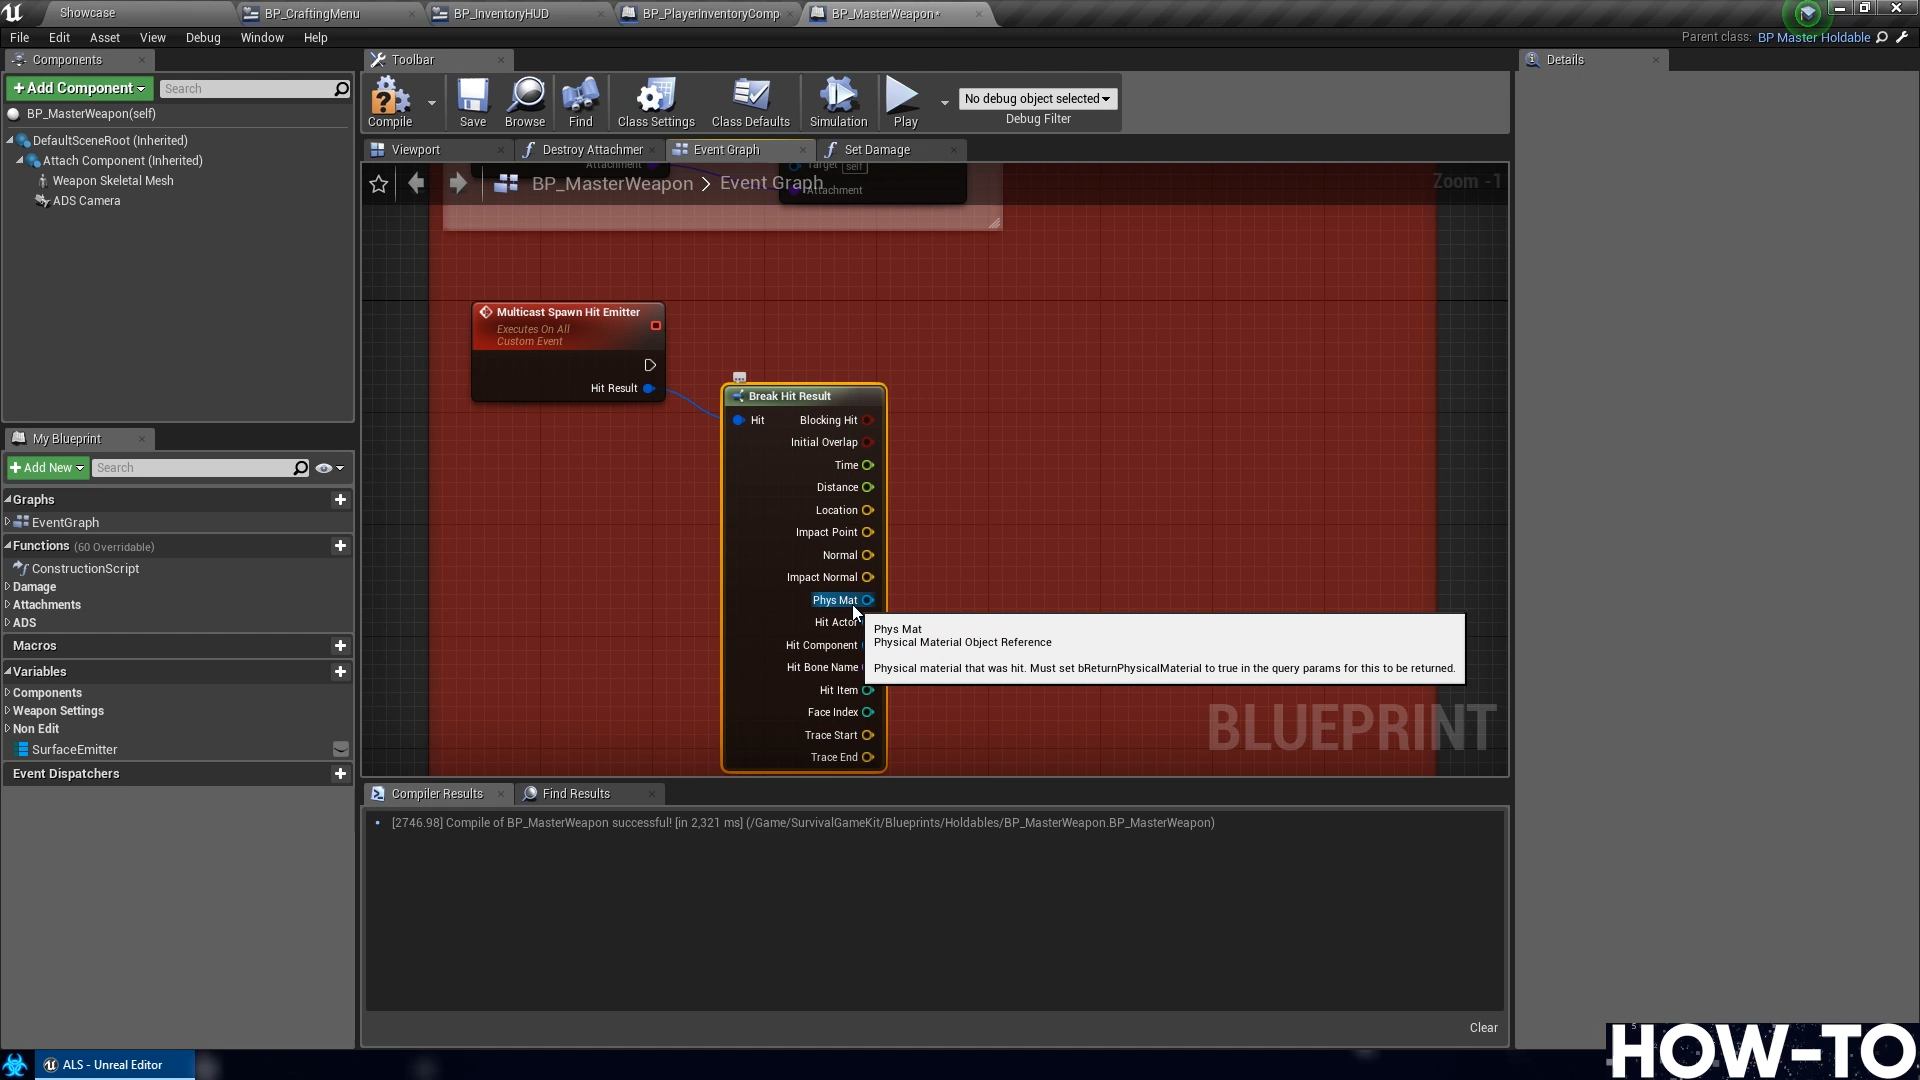 Showcase
BP_CraftingMenu
BP_InventoryHUD
BP_PlayerInventoryComp
BP_MasterWeapon*
File Edit Asset View Debug Window Help
Parent class: BP Master Holdable
Components
Toolbar
Details
+Add Component
Search
BP_MasterWeapon(self)
DefaultSceneRoot (Inherited)
Attach Component (Inherited)
Weapon Skeletal Mesh
ADS Camera
Compile
Save
Browse
Find
Class Settings
Class Defaults
Simulation
Play
No debug object selected
Debug Filter
Viewport
Destroy Attachmer
Event Graph
Set Damage
Attachment
Target self
Attachment
BP_MasterWeapon > Event Graph
Zoom -1
Multicast Spawn Hit Emitter
Executes On All
Custom Event
Hit Result
Break Hit Result
Hit
Blocking Hit
Initial Overlap
Time
Distance
Location
Impact Point
Normal
Impact Normal
Phys Mat
Hit Actor
Hit Component
Hit Bone Name
Hit Item
Face Index
Trace Start
Trace End
Phys Mat
Physical Material Object Reference
Physical material that was hit. Must set bReturnPhysicalMaterial to true in the query params for this to be returned.
BLUEPRINT
My Blueprint
+Add New
Search
Graphs
EventGraph
Functions (60 Overridable)
ConstructionScript
Damage
Attachments
ADS
Macros
Variables
Components
Weapon Settings
Non Edit
SurfaceEmitter
Event Dispatchers
Compiler Results
Find Results
[2746.98] Compile of BP_MasterWeapon successful! [in 2,321 ms] (/Game/SurvivalGameKit/Blueprints/Holdables/BP_MasterWeapon.BP_MasterWeapon)
Clear
ALS - Unreal Editor
HOW-TO